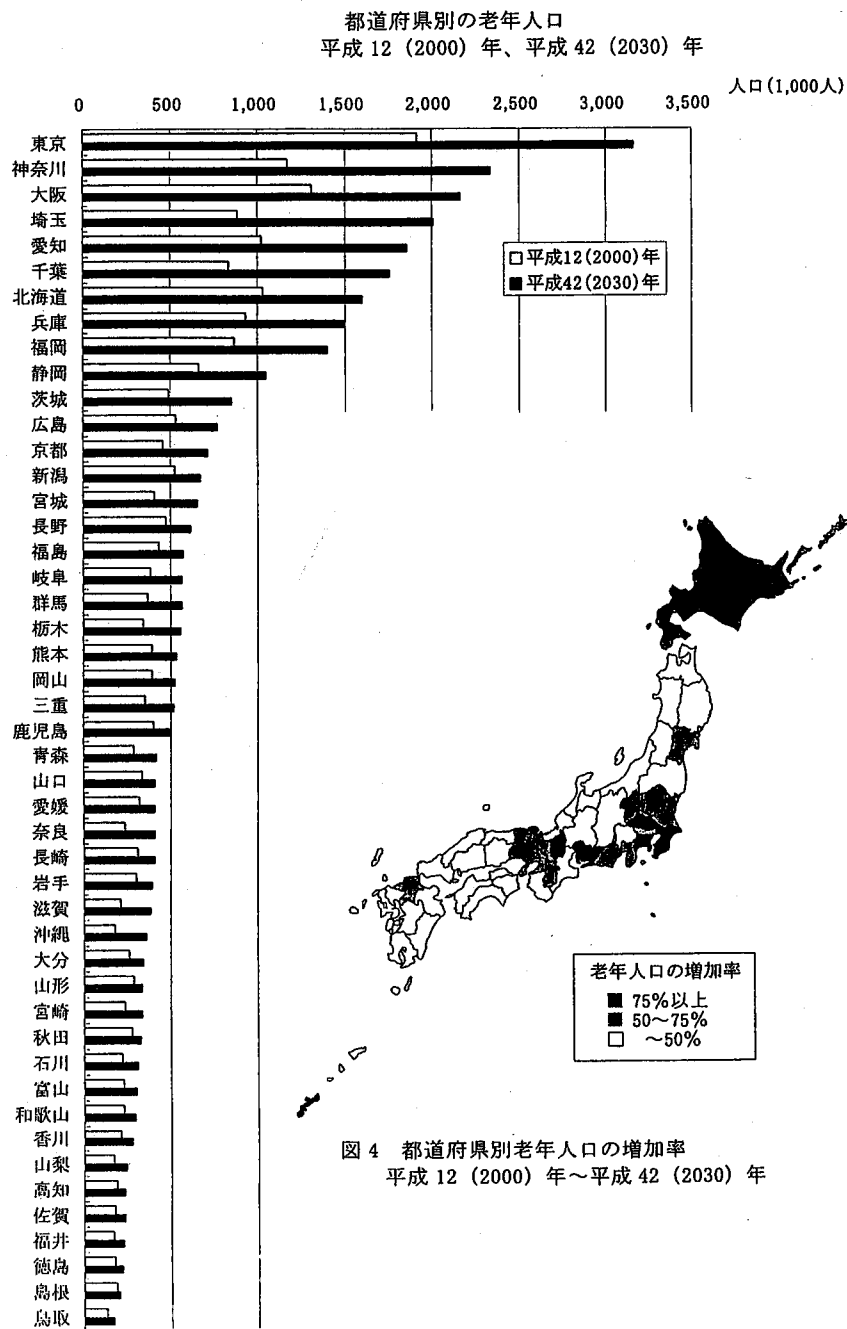 都道府県別の老年人口
平成 12 (2000) 年、平成 42 (2030) 年
人口(1,000人)
0 500 1,000 1,500 2,000 2,500 3,000 3,500
東京
神奈川
大阪
埼玉
愛知
千葉
北海道
兵庫
福岡
静岡
茨城
広島
京都
新潟
宮城
長野
福島
岐阜
群馬
栃木
熊本
岡山
三重
鹿児島
青森
山口
愛媛
奈良
長崎
岩手
滋賀
沖縄
大分
山形
宮崎
秋田
石川
富山
和歌山
香川
山梨
高知
佐賀
福井
徳島
島根
鳥取
平成12(2000)年
平成42(2030)年
老年人口の増加率
75%以上
50～75%
～50%
図 4 都道府県別老年人口の増加率
平成 12 (2000) 年～平成 42 (2030) 年